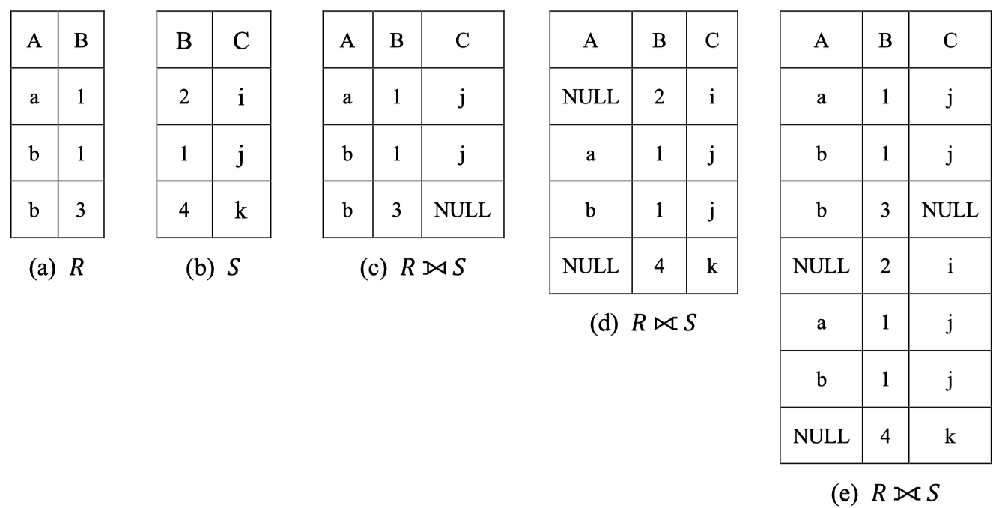 A B
a 1
b 1
b 3
(a) R
B C
2 i
1 j
4 k
(b) S
A B C
a 1 j
b 1 j
b 3 NULL
(c) R ⟕ S
A B C
NULL 2 i
a 1 j
b 1 j
NULL 4 k
(d) R ⟖ S
A B C
a 1 j
b 1 j
b 3 NULL
NULL 2 i
a 1 j
b 1 j
NULL 4 k
(e) R ⟗ S